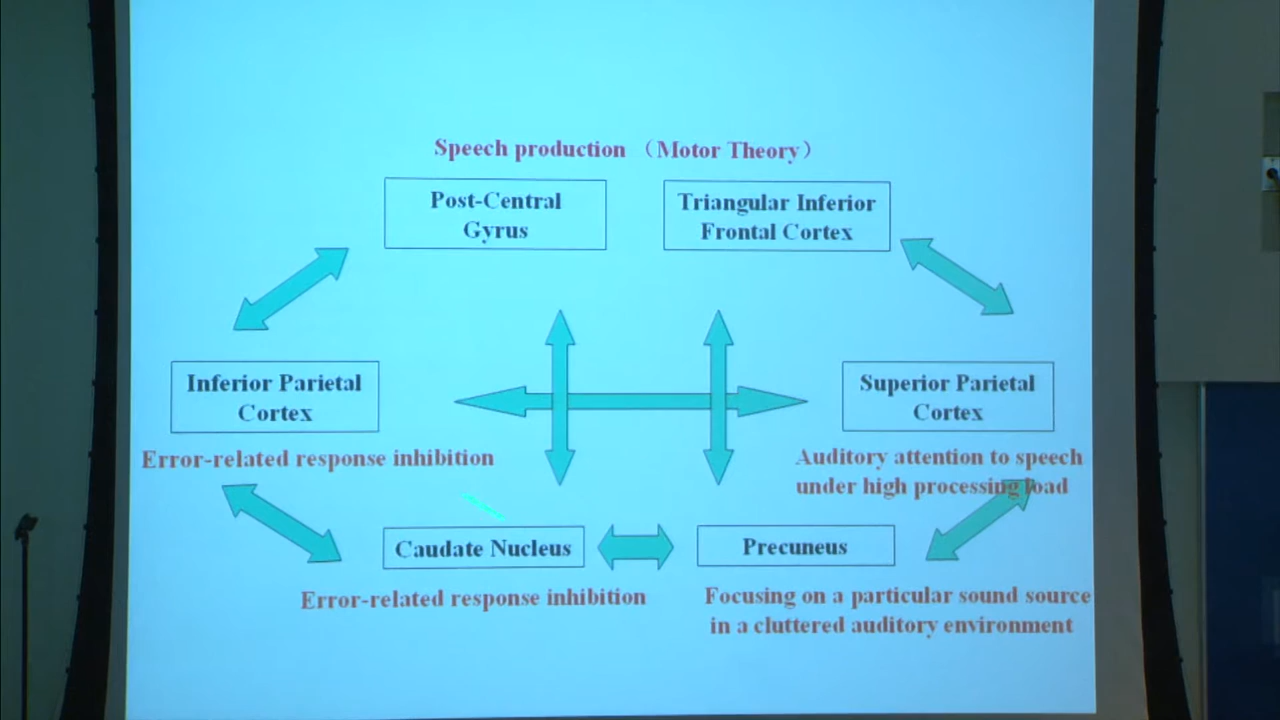 Speech production （Motor Theory）
Post-Central
Gyrus
Triangular Inferior
Frontal Cortex
Inferior Parietal
Cortex
Superior Parietal
Cortex
Error-related response inhibition
Auditory attention to speech
under high processing load
Caudate Nucleus
Precuneus
Error-related response inhibition
Focusing on a particular sound source
in a cluttered auditory environment